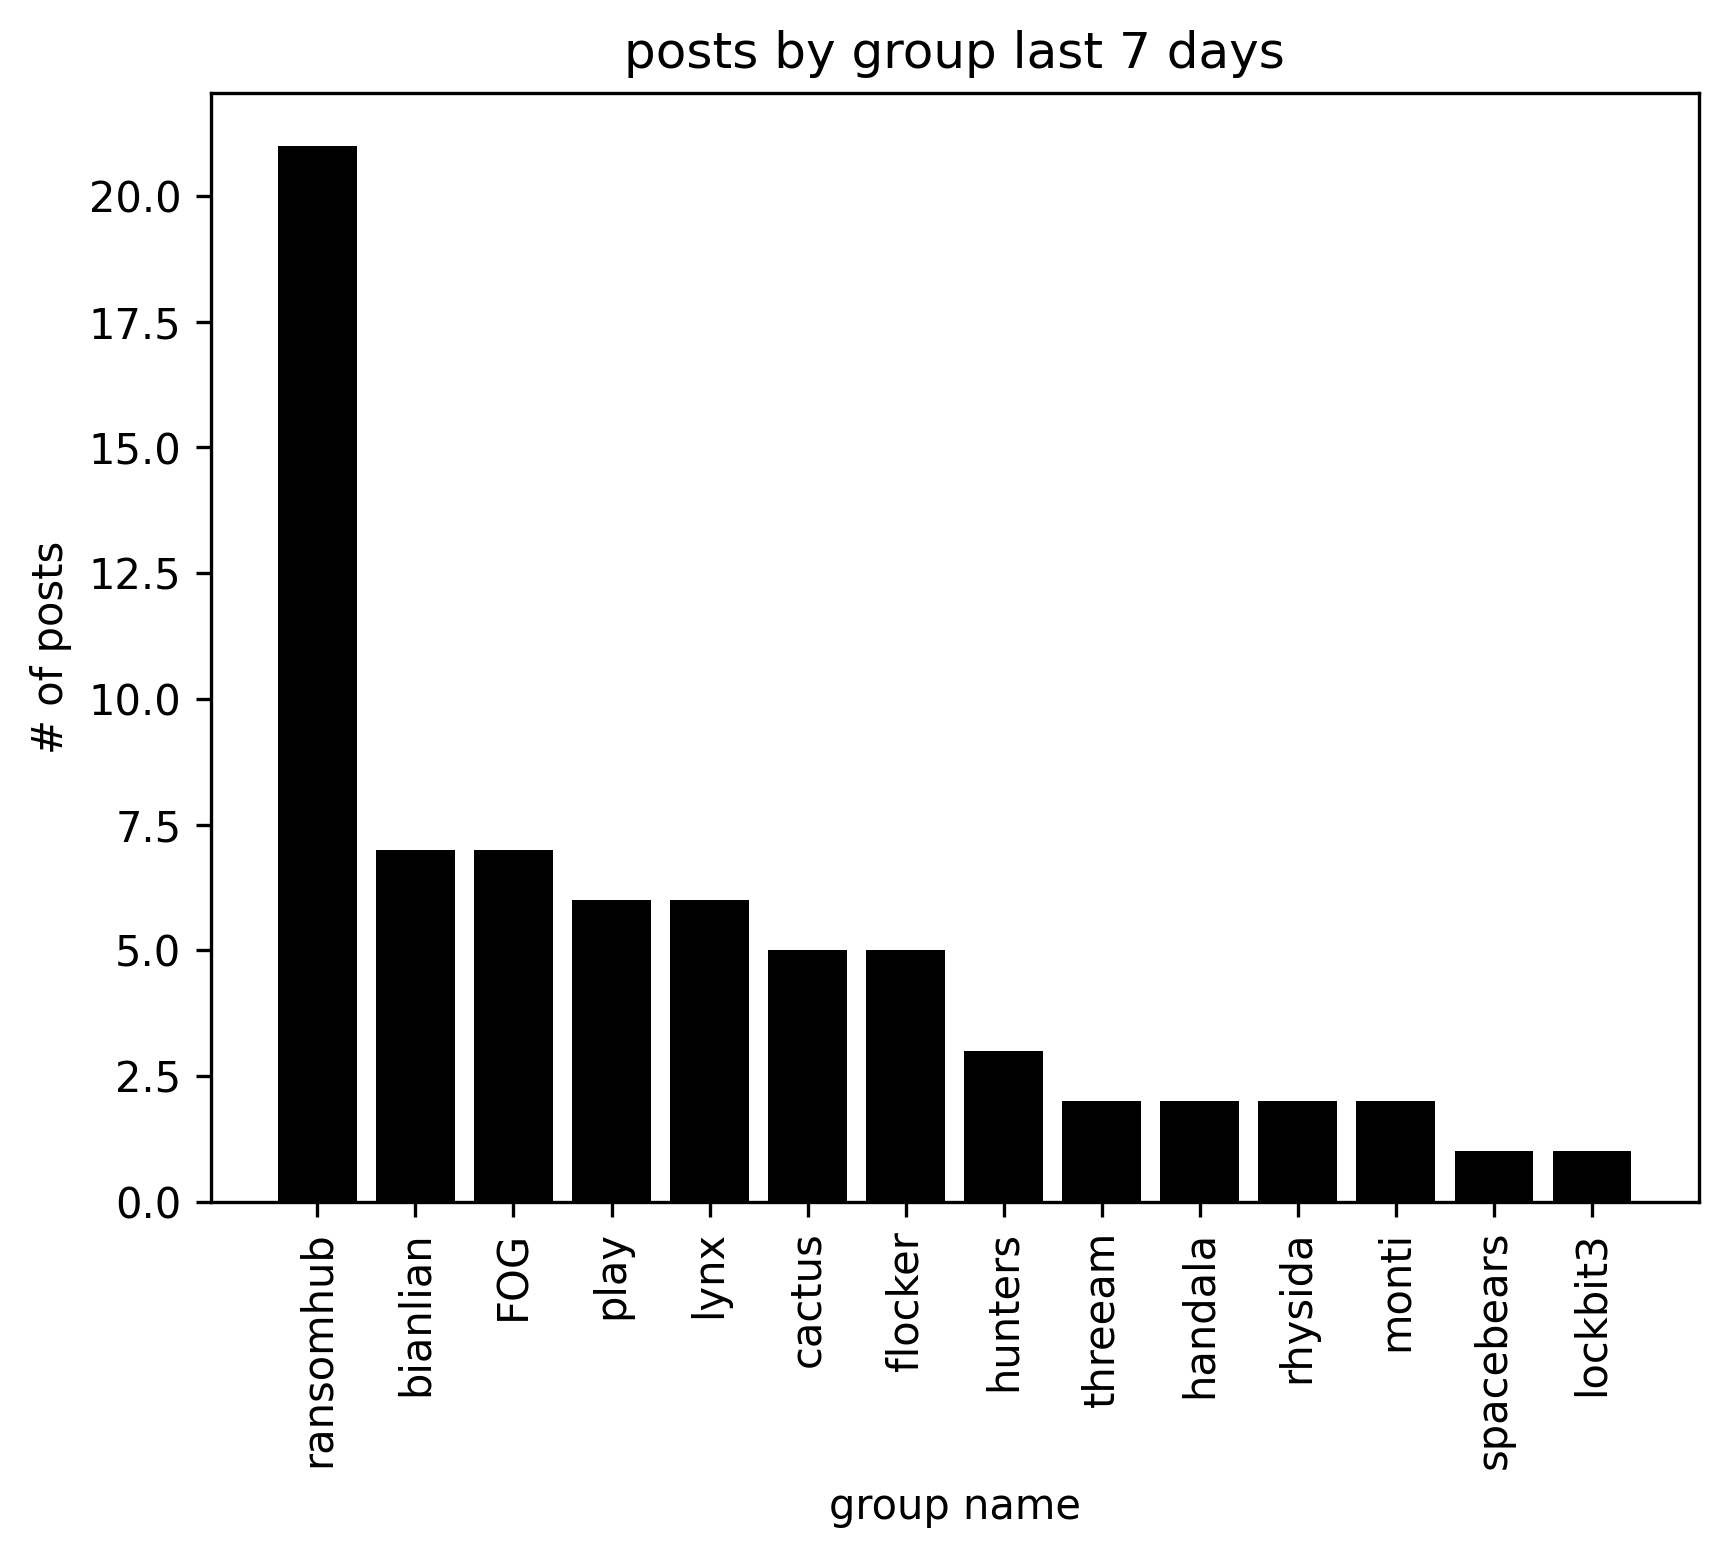 posts by group last 7 days
20.0
17.5
15.0
12.5
10.0
7.5
5.0
2.5
0.0
# of posts
ransomhub
bianlian
FOG
play
lynx
cactus
flocker
hunters
threeam
handala
rhysida
monti
spacebears
lockbit3
group name